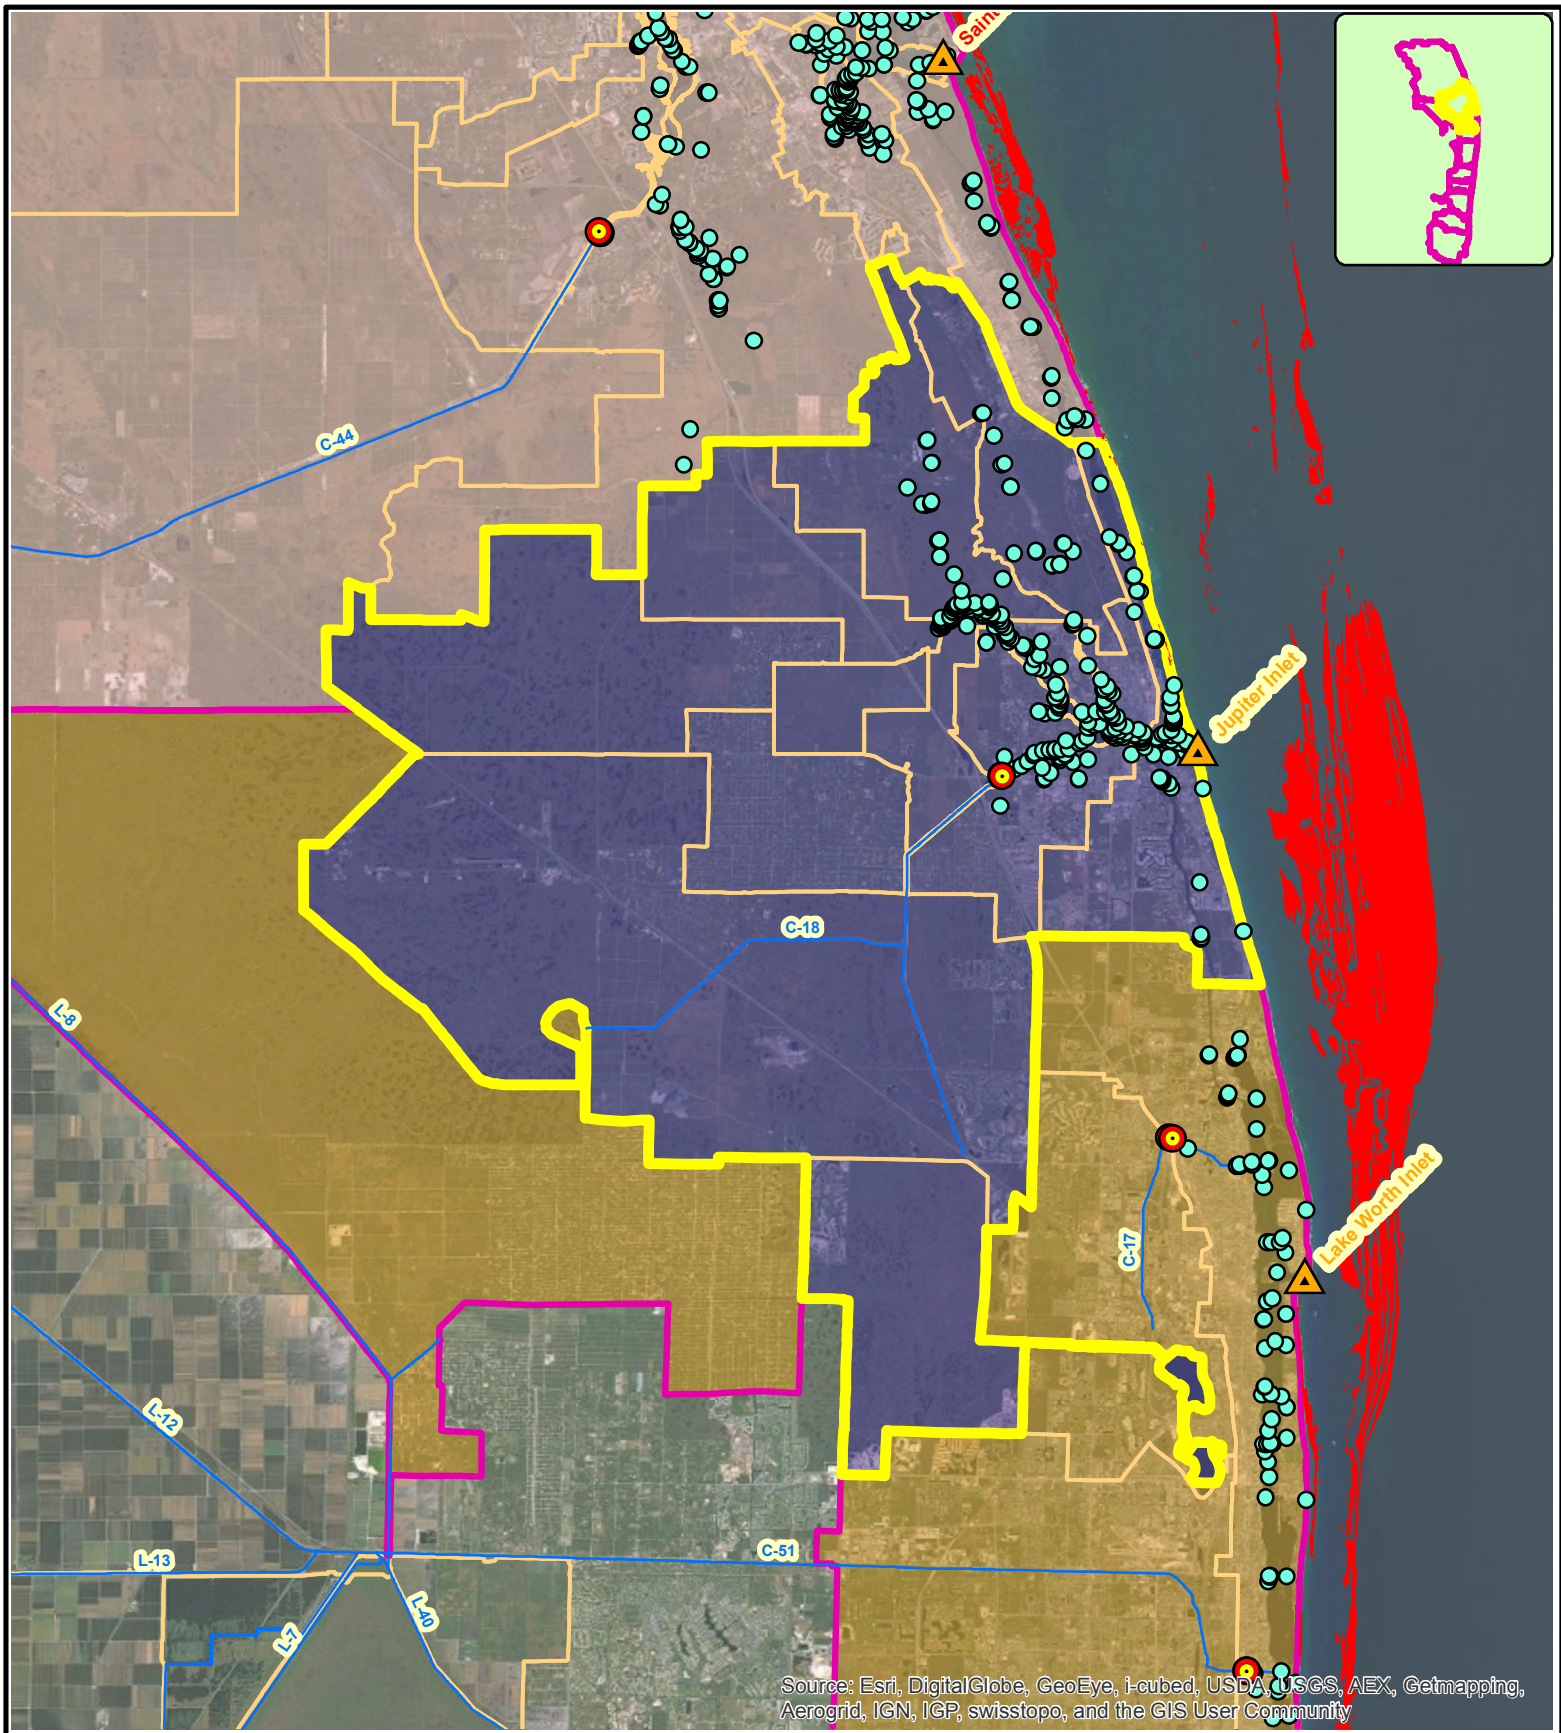 Saint
C-44
Jupiter Inlet
C-18
L-8
Lake Worth Inlet
C-17
L-12
C-51
L-13
L-40
L-7
Source: Esri, DigitalGlobe, GeoEye, i-cubed, USDA, USGS, AEX, Getmapping,
Aerogrid, IGN, IGP, swisstopo, and the GIS User Community